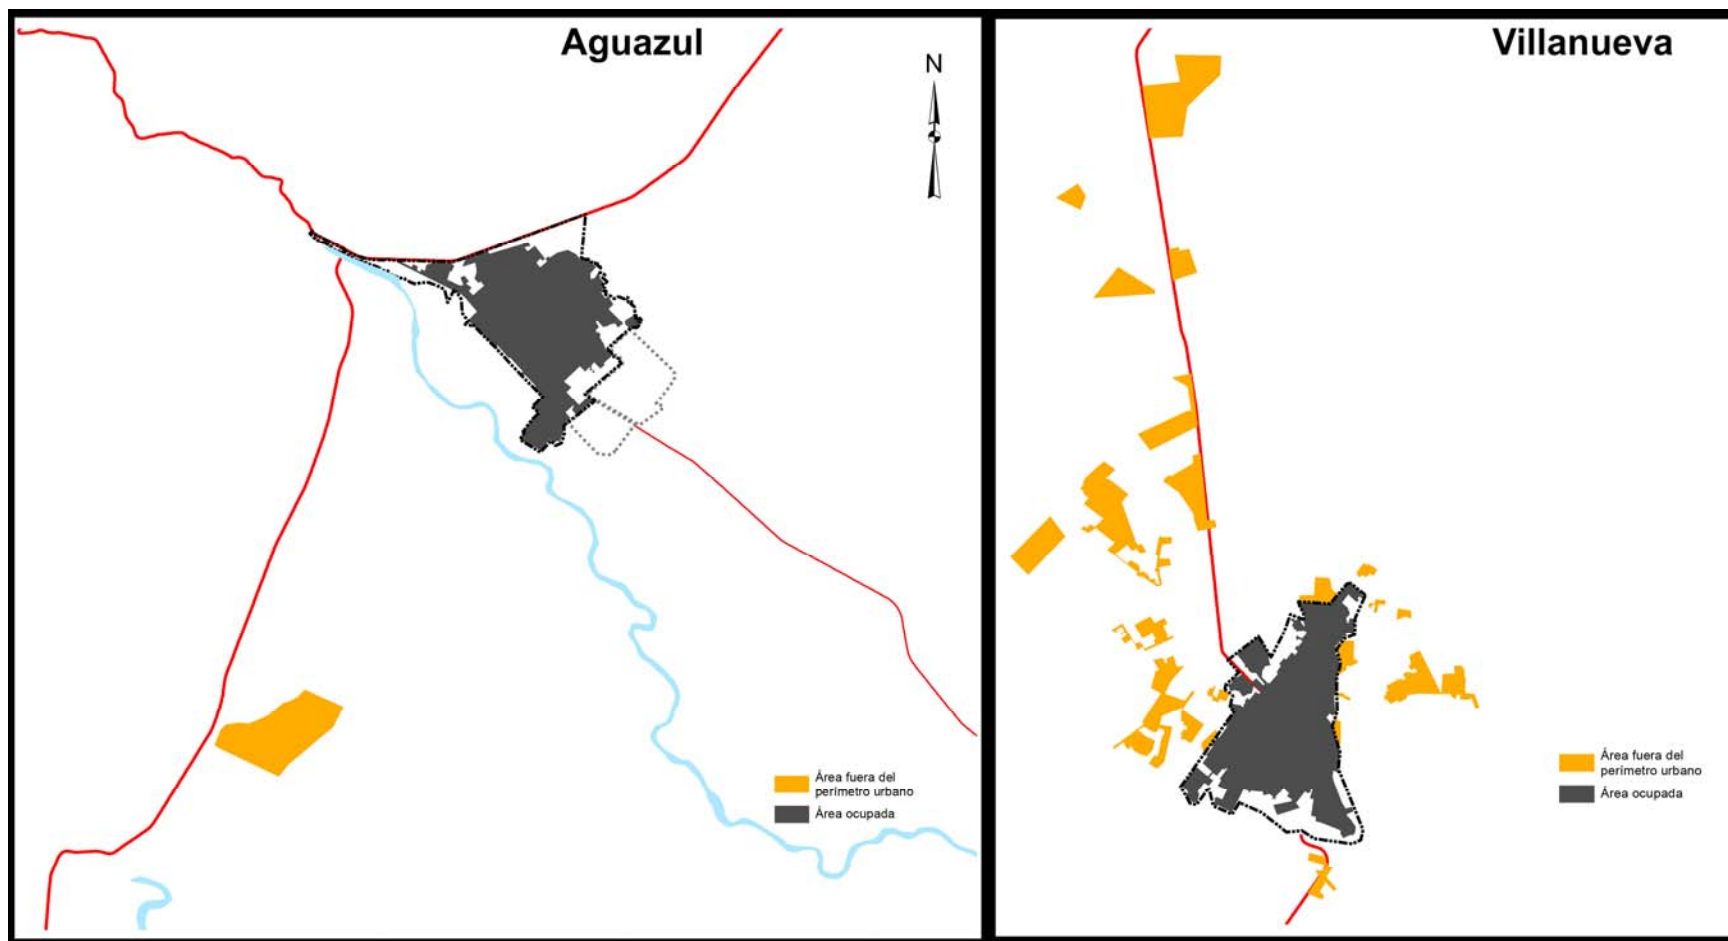 Aguazul
N
Área fuera del
perímetro urbano
Área ocupada
Villanueva
Área fuera del
perímetro urbano
Área ocupada